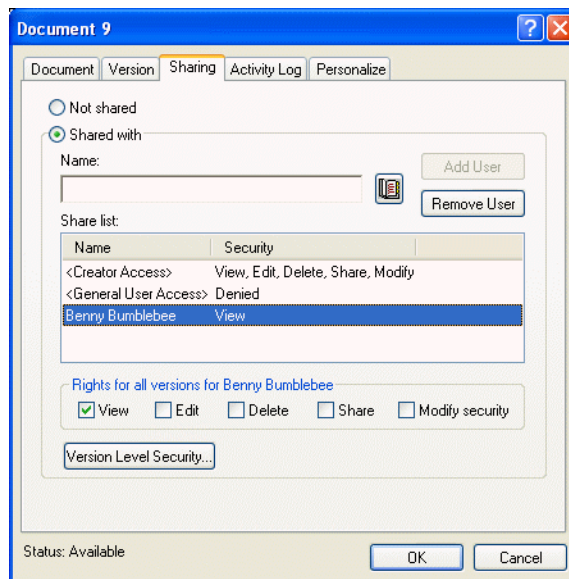 Document 9
Document Version Sharing Activity Log Personalize
Not shared
Shared with
Name:
Add User
Remove User
Share list:
Name Security
<Creator Access> View, Edit, Delete, Share, Modify
<General User Access> Denied
Benny Bumblebee View
Rights for all versions for Benny Bumblebee
View Edit Delete Share Modify security
Version Level Security...
Status: Available
OK Cancel